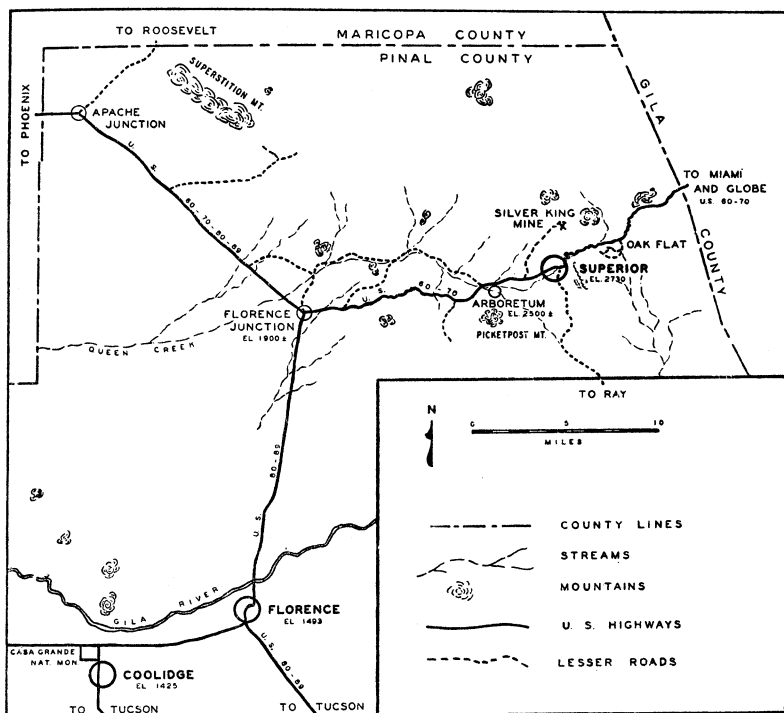 TO ROOSEVELT
MARICOPA COUNTY
PINAL COUNTY
SUPERSTITION MT.
GILA
COUNTY
TO PHOENIX
APACHE
JUNCTION
U. S.
60-70-80-89
TO MIAMI
AND GLOBE
U.S. 60-70
SILVER KING
MINE
OAK FLAT
SUPERIOR
EL. 2730
U. S.
60-70
ARBORETUM
EL. 2500 ±
PICKETPOST MT.
FLORENCE
JUNCTION
EL 1900 ±
QUEEN CREEK
TO RAY
N
0 5 10
MILES
U. S.
80-89
COUNTY LINES
STREAMS
MOUNTAINS
U. S. HIGHWAYS
LESSER ROADS
GILA RIVER
FLORENCE
EL 1493
U. S.
80-89
CASA GRANDE
NAT. MON.
COOLIDGE
EL 1425
TO TUCSON
TO TUCSON